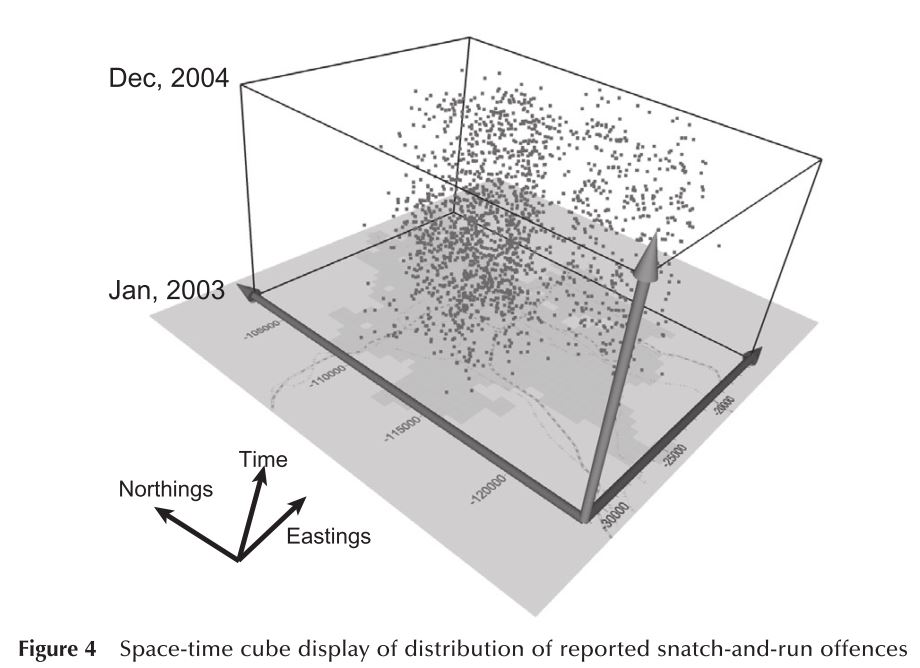 Dec, 2004
Jan, 2003
-105000
-110000
-115000
-120000
-20000
-25000
-30000
Time
Northings
Eastings
Figure 4 Space-time cube display of distribution of reported snatch-and-run offences